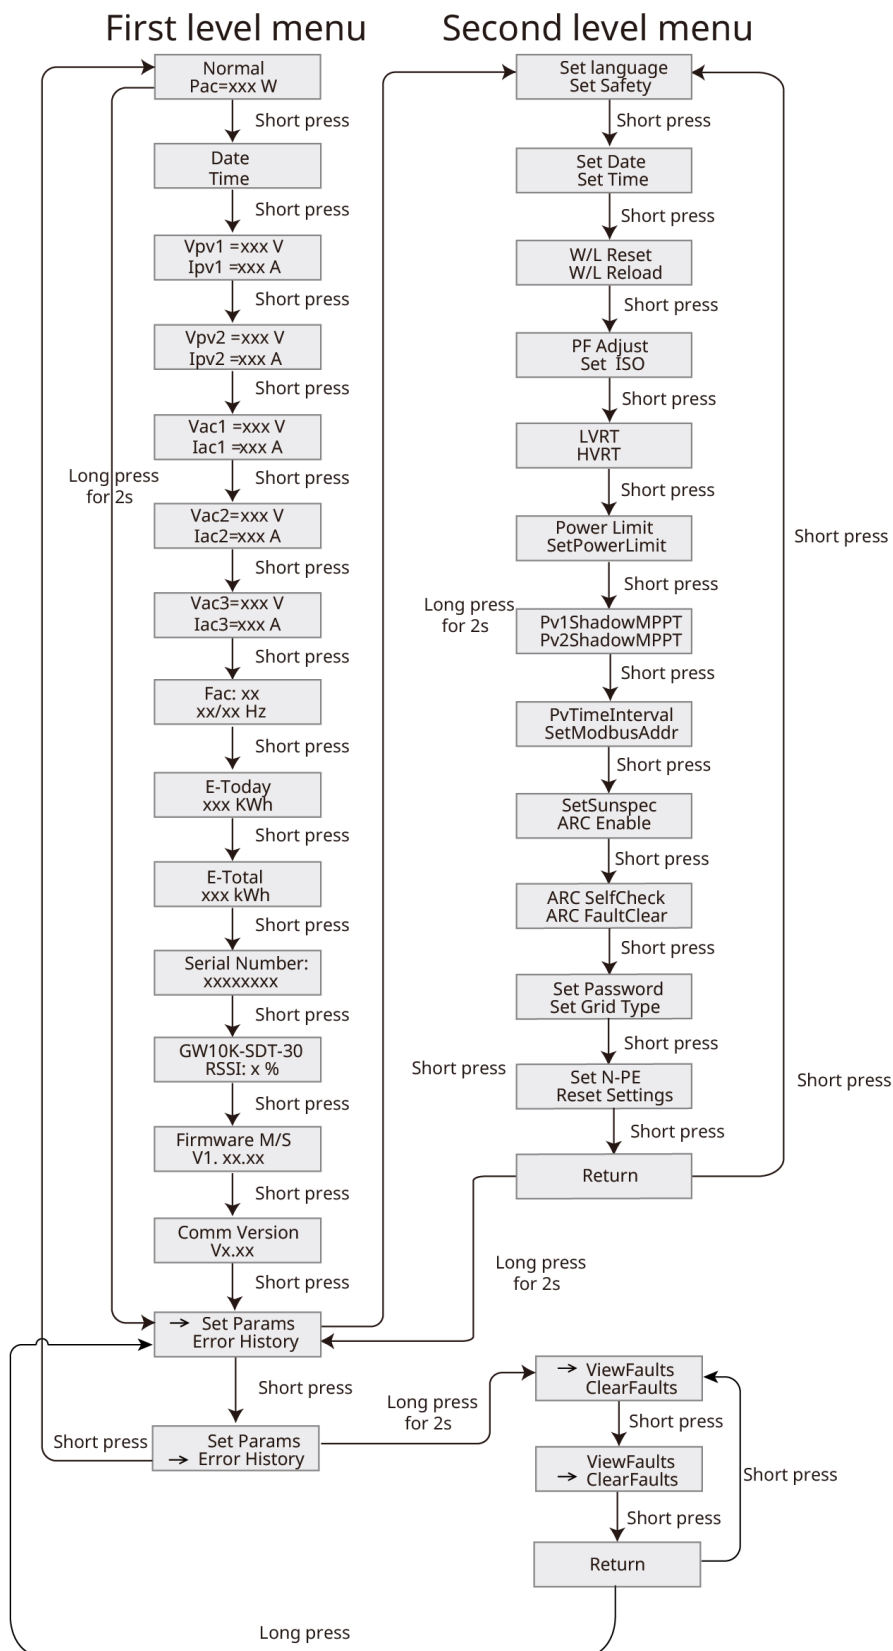 First level menu
Normal
Pac=xxx W
Short press
Date
Time
Short press
Vpv1 =xxx V
Ipv1 =xxx A
Short press
Vpv2 =xxx V
Ipv2 =xxx A
Short press
Vac1 =xxx V
Iac1 =xxx A
Long press
for 2s
Short press
Vac2=xxx V
Iac2=xxx A
Short press
Vac3=xxx V
Iac3=xxx A
Short press
Fac: xx
xx/xx Hz
Short press
E-Today
xxx KWh
Short press
E-Total
xxx kWh
Short press
Serial Number:
xxxxxxxx
Short press
GW10K-SDT-30
RSSI: x %
Short press
Firmware M/S
V1. xx.xx
Short press
Comm Version
Vx.xx
Short press
→ Set Params
Error History
Short press
Short press
Set Params
→ Error History
Second level menu
Set language
Set Safety
Short press
Set Date
Set Time
Short press
W/L Reset
W/L Reload
Short press
PF Adjust
Set ISO
Short press
LVRT
HVRT
Short press
Power Limit
SetPowerLimit
Short press
Short press
Long press
for 2s
Pv1ShadowMPPT
Pv2ShadowMPPT
Short press
PvTimeInterval
SetModbusAddr
Short press
SetSunspec
ARC Enable
Short press
ARC SelfCheck
ARC FaultClear
Short press
Set Password
Set Grid Type
Short press
Short press
Set N-PE
Reset Settings
Short press
Short press
Return
Long press
for 2s
Long press
for 2s
→ ViewFaults
ClearFaults
Short press
ViewFaults
→ ClearFaults
Short press
Short press
Return
Long press